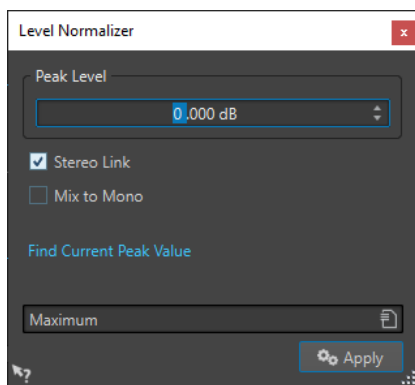 Level Normalizer
x
Peak Level
0.000 dB
Stereo Link
Mix to Mono
Find Current Peak Value
Maximum
Apply
?